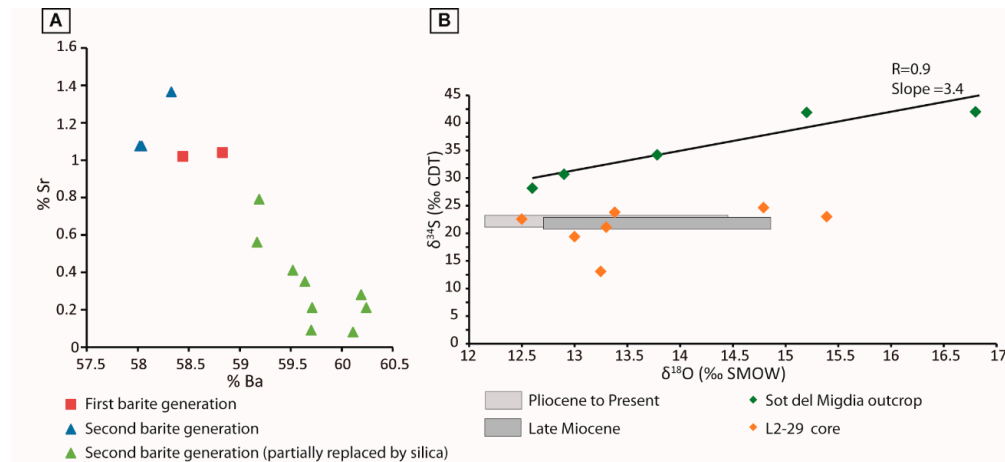 A
1.6
1.4
1.2
1
0.8
0.6
0.4
0.2
0
% Sr
57.5 58 58.5 59 59.5 60 60.5
% Ba
First barite generation
Second barite generation
Second barite generation (partially replaced by silica)
B
R=0.9
Slope =3.4
45
40
35
30
25
20
15
10
5
0
δ³⁴S (‰ CDT)
12 12.5 13 13.5 14 14.5 15 15.5 16 16.5 17
δ¹⁸O (‰ SMOW)
Pliocene to Present
Late Miocene
Sot del Migdia outcrop
L2-29 core